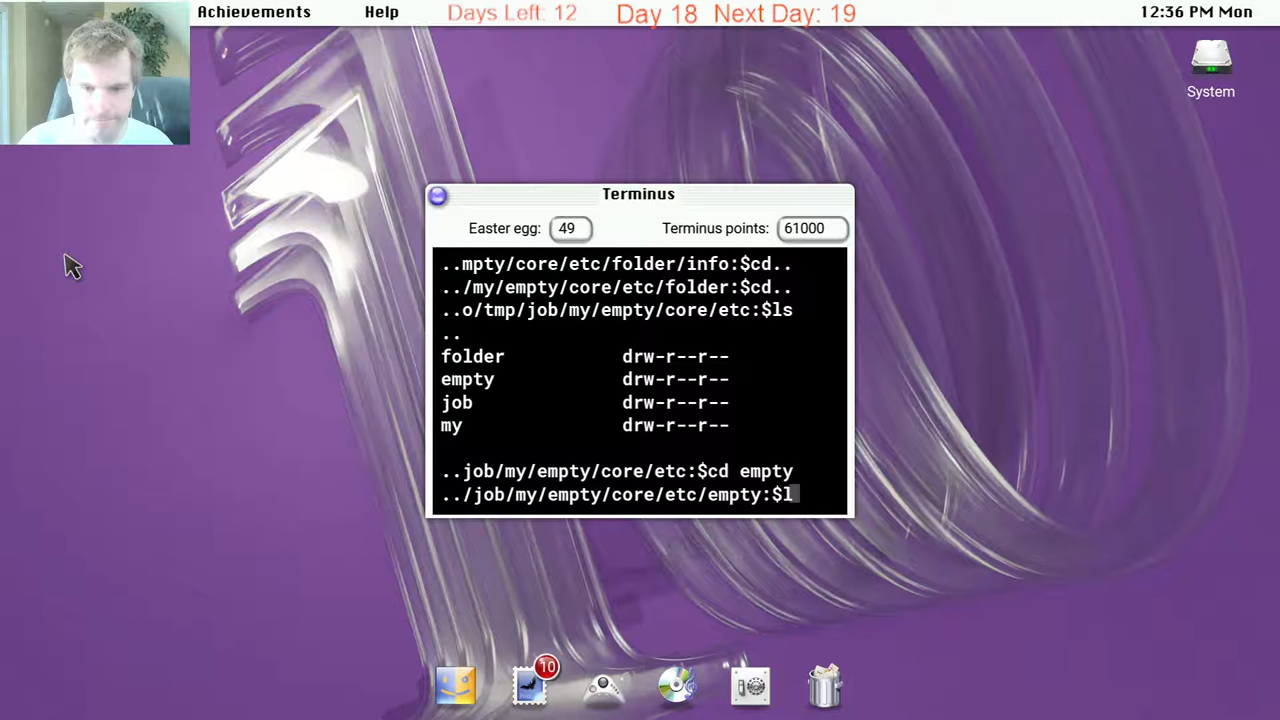 Achievements Help Days Left: 12 Day 18 Next Day: 19 12:36 PM Mon
System
Terminus
Easter egg: 49 Terminus points: 61000
..mpty/core/etc/folder/info:$cd..
../my/empty/core/etc/folder:$cd..
..o/tmp/job/my/empty/core/etc:$ls
..
folder drw-r--r--
empty drw-r--r--
job drw-r--r--
my drw-r--r--
..job/my/empty/core/etc:$cd empty
../job/my/empty/core/etc/empty:$l
10